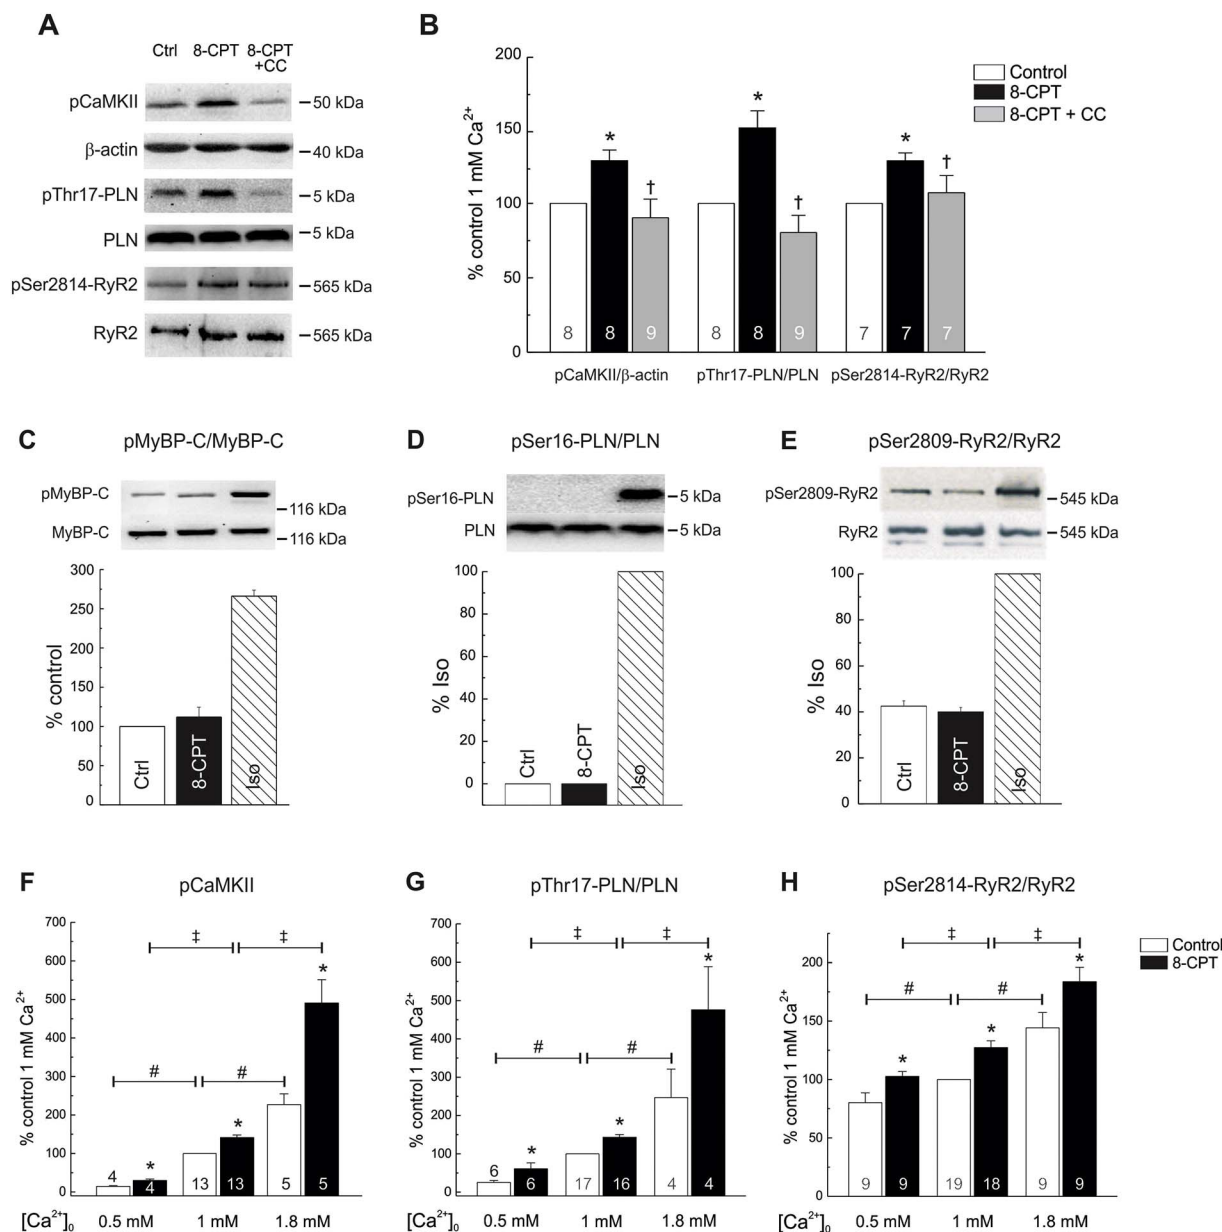 A
Ctrl 8-CPT 8-CPT
+CC
pCaMKII
50 kDa
β-actin
40 kDa
pThr17-PLN
5 kDa
PLN
5 kDa
pSer2814-RyR2
565 kDa
RyR2
565 kDa
B
% control 1 mM Ca²⁺
200
150
100
50
0
* † * † * †
8 8 9 8 8 9 7 7 7
pCaMKII/β-actin pThr17-PLN/PLN pSer2814-RyR2/RyR2
Control
8-CPT
8-CPT + CC
C pMyBP-C/MyBP-C
pMyBP-C
116 kDa
MyBP-C
116 kDa
% control
300
250
200
150
100
50
0
Ctrl 8-CPT Iso
D pSer16-PLN/PLN
pSer16-PLN
5 kDa
PLN
5 kDa
% Iso
100
80
60
40
20
0
Ctrl 8-CPT Iso
E pSer2809-RyR2/RyR2
pSer2809-RyR2
545 kDa
RyR2
545 kDa
% Iso
100
80
60
40
20
0
Ctrl 8-CPT Iso
F pCaMKII
% control 1 mM Ca²⁺
700
600
500
400
300
200
100
0
‡ ‡
# #
* * *
4 4 13 13 5 5
[Ca²⁺]₀ 0.5 mM 1 mM 1.8 mM
G pThr17-PLN/PLN
% control 1 mM Ca²⁺
700
600
500
400
300
200
100
0
‡ ‡
# #
* * *
6 6 17 16 4 4
[Ca²⁺]₀ 0.5 mM 1 mM 1.8 mM
H pSer2814-RyR2/RyR2
% control 1 mM Ca²⁺
200
150
100
50
0
‡ ‡
# #
* * *
9 9 19 18 9 9
[Ca²⁺]₀ 0.5 mM 1 mM 1.8 mM
Control
8-CPT